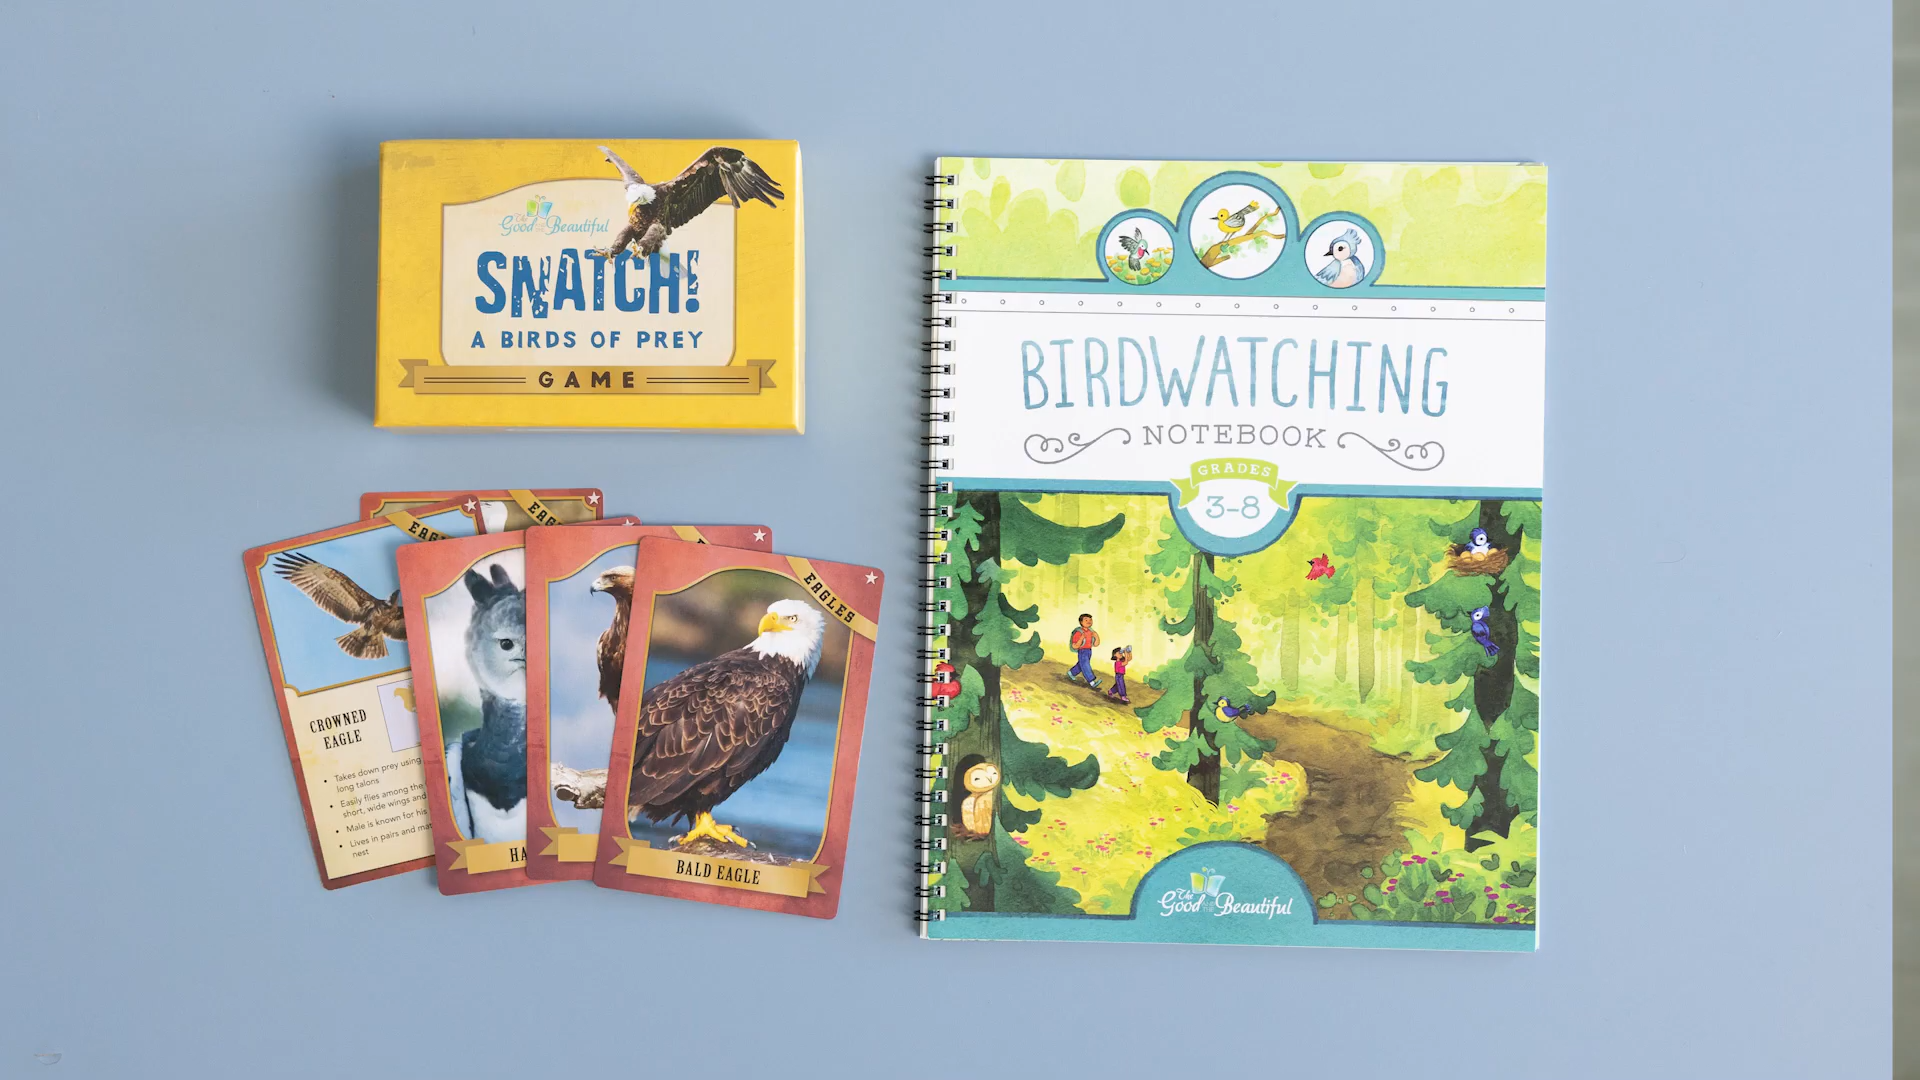 The Good and the Beautiful
SNATCH!
A BIRDS OF PREY
GAME
EAGLES
CROWNED
EAGLE
• Takes down prey using
long talons
• Easily flies among the
short, wide wings and
• Male is known for his
• Lives in pairs and
nest
BALD EAGLE
BIRDWATCHING
NOTEBOOK
GRADES
3-8
The Good and the Beautiful